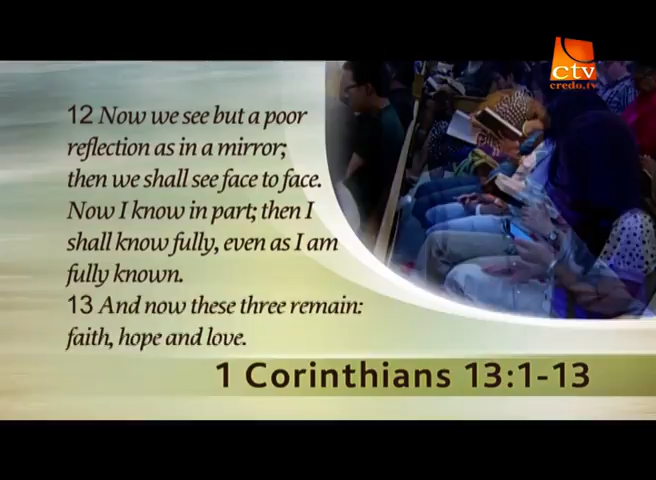 ctv
credo.tv
12 Now we see but a poor
reflection as in a mirror;
then we shall see face to face.
Now I know in part; then I
shall know fully, even as I am
fully known.
13 And now these three remain:
faith, hope and love.
1 Corinthians 13:1-13